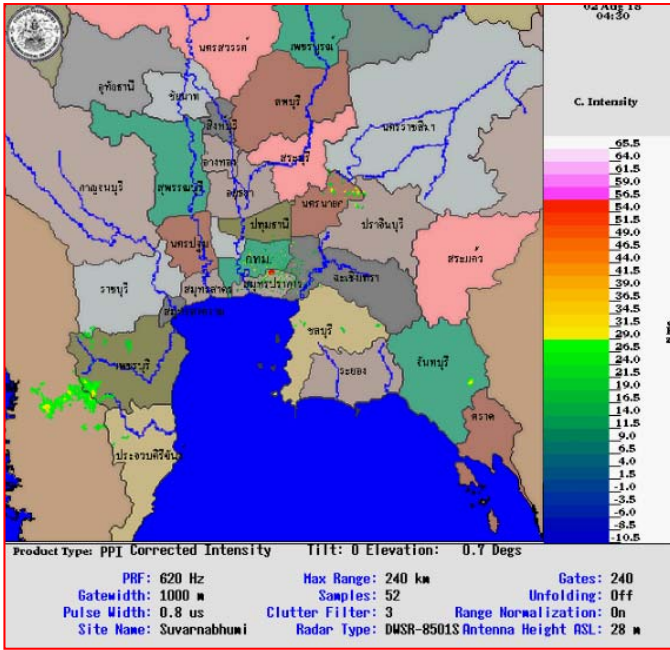 02 Aug 18
04:30
C. Intensity
65.5
64.0
61.5
59.0
56.5
54.0
51.5
49.0
46.5
44.0
41.5
39.0
36.5
34.0
31.5
29.0
26.5
24.0
21.5
19.0
16.5
14.0
11.5
9.0
6.5
4.0
1.5
-1.0
-3.5
-6.0
-8.5
-10.5
นครสวรรค์
เพชรบูรณ์
อุทัยธานี
ชัยนาท
ลพบุรี
สิงห์บุรี
นครราชสีมา
อ่างทอง
สระบุรี
กาญจนบุรี
สุพรรณบุรี
อยุธยา
นครนายก
ปราจีนบุรี
ปทุมธานี
นครปฐม
กทม.
สระแก้ว
ฉะเชิงเทรา
ราชบุรี
สมุทรสาคร
สมุทรปราการ
สมุทรสงคราม
ชลบุรี
เพชรบุรี
ระยอง
จันทบุรี
ตราด
ประจวบคีรีขันธ์
Product Type: PPI Corrected Intensity Tilt: 0 Elevation: 0.7 Degs
PRF: 620 Hz Max Range: 240 km Gates: 240
Gatewidth: 1000 m Samples: 52 Unfolding: Off
Pulse Width: 0.8 us Clutter Filter: 3 Range Normalization: On
Site Name: Suvarnabhumi Radar Type: DWSR-8501S Antenna Height ASL: 28 m